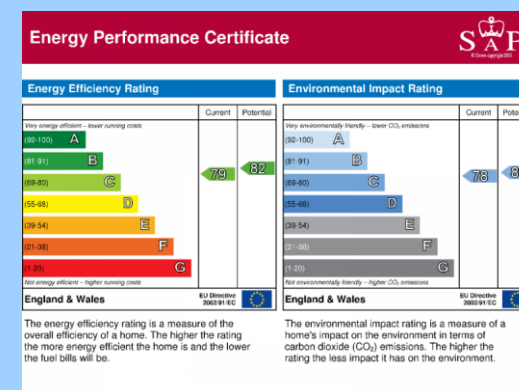 Energy Performance Certificate
SAP
© Crown copyright 2005
Energy Efficiency Rating
Current Potential
Very energy efficient – lower running costs
(92-100) A
(81-91) B
(69-80) C
(55-68) D
(39-54) E
(21-38) F
(1-20) G
79
82
Not energy efficient – higher running costs
England & Wales
EU Directive
2002/91/EC
The energy efficiency rating is a measure of the
overall efficiency of a home. The higher the rating
the more energy efficient the home is and the lower
the fuel bills will be.
Environmental Impact Rating
Current
Very environmentally friendly – lower CO₂ emissions
(92-100) A
(81-91) B
(69-80) C
(55-68) D
(39-54) E
(21-38) F
(1-20) G
78
Not environmentally friendly – higher CO₂ emissions
England & Wales
EU Directive
2002/91/EC
The environmental impact rating is a measure of a
home's impact on the environment in terms of
carbon dioxide (CO₂) emissions. The higher the
rating the less impact it has on the environment.